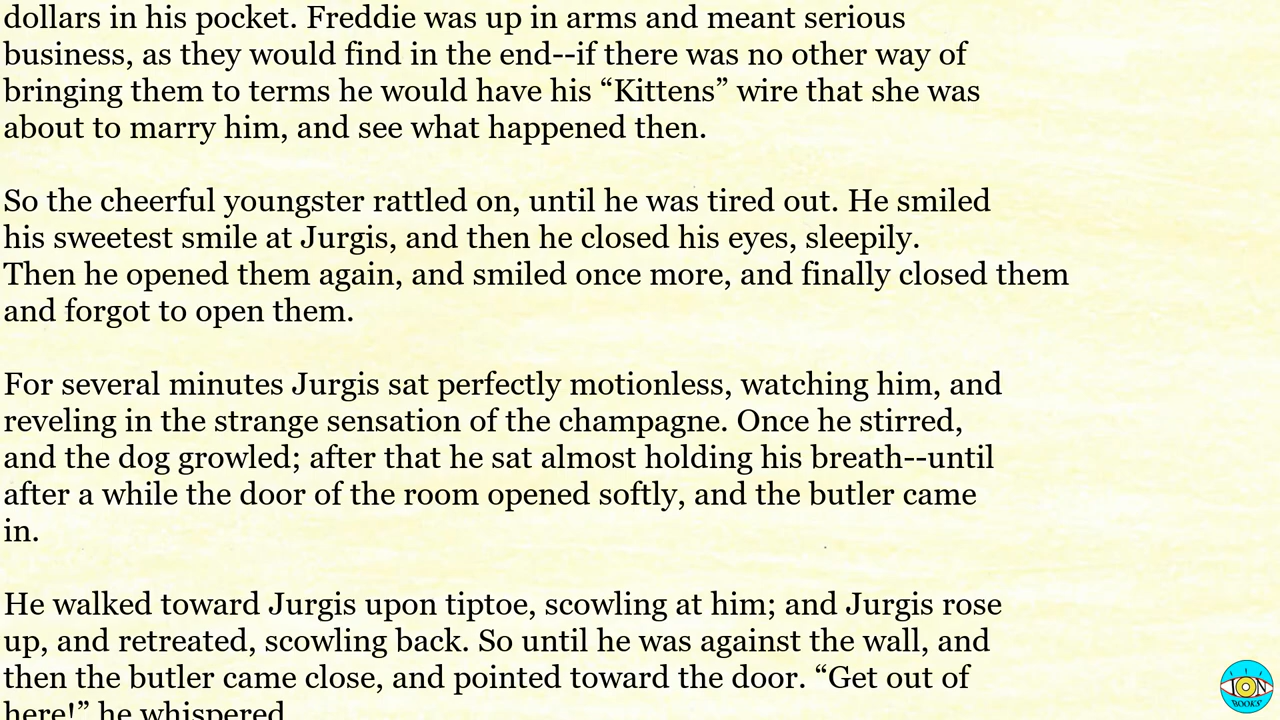 dollars in his pocket. Freddie was up in arms and meant serious
business, as they would find in the end--if there was no other way of
bringing them to terms he would have his “Kittens” wire that she was
about to marry him, and see what happened then.
So the cheerful youngster rattled on, until he was tired out. He smiled
his sweetest smile at Jurgis, and then he closed his eyes, sleepily.
Then he opened them again, and smiled once more, and finally closed them
and forgot to open them.
For several minutes Jurgis sat perfectly motionless, watching him, and
reveling in the strange sensation of the champagne. Once he stirred,
and the dog growled; after that he sat almost holding his breath--until
after a while the door of the room opened softly, and the butler came
in.
He walked toward Jurgis upon tiptoe, scowling at him; and Jurgis rose
up, and retreated, scowling back. So until he was against the wall, and
then the butler came close, and pointed toward the door. “Get out of
here!” he whispered.
ION
BOOKS